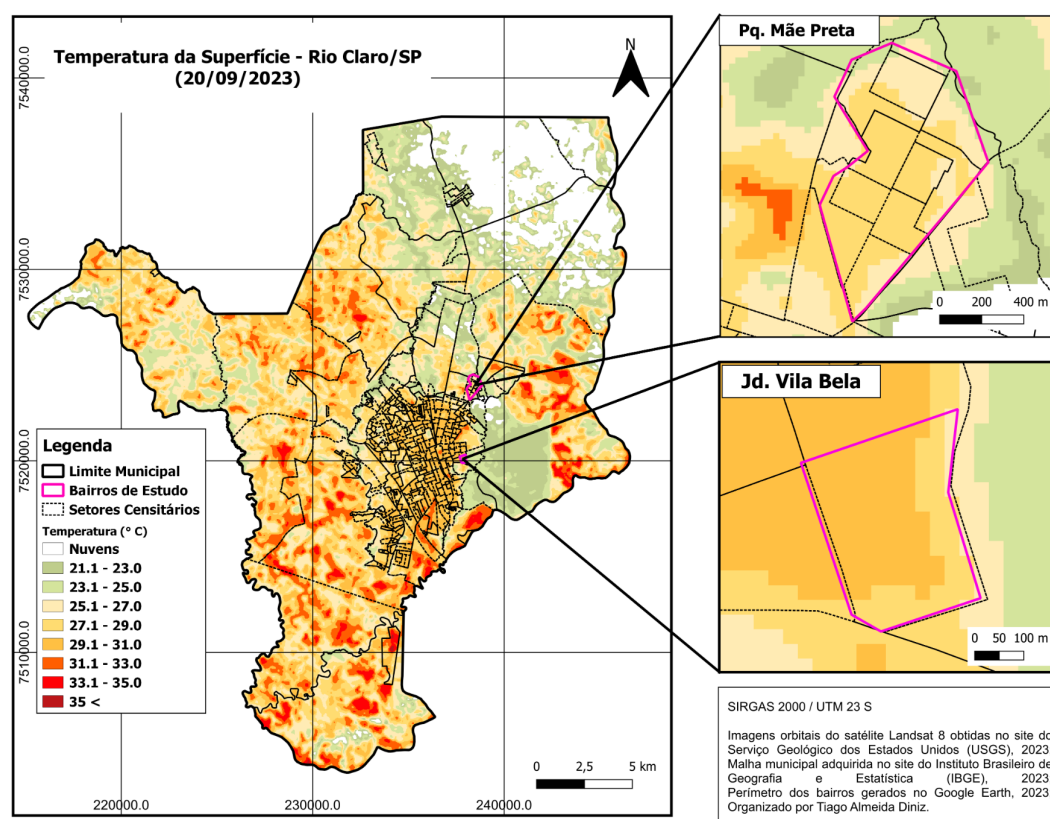 Temperatura da Superfície - Rio Claro/SP
(20/09/2023)
N
7540000.0
7530000.0
7520000.0
7510000.0
220000.0
230000.0
240000.0
Legenda
Limite Municipal
Bairros de Estudo
Setores Censitários
Temperatura (° C)
Nuvens
21.1 - 23.0
23.1 - 25.0
25.1 - 27.0
27.1 - 29.0
29.1 - 31.0
31.1 - 33.0
33.1 - 35.0
35 <
0 2,5 5 km
Pq. Mãe Preta
0 200 400 m
Jd. Vila Bela
0 50 100 m
SIRGAS 2000 / UTM 23 S
Imagens orbitais do satélite Landsat 8 obtidas no site do
Serviço Geológico dos Estados Unidos (USGS), 2023
Malha municipal adquirida no site do Instituto Brasileiro de
Geografia e Estatística (IBGE), 2023
Perímetro dos bairros gerados no Google Earth, 2023
Organizado por Tiago Almeida Diniz.